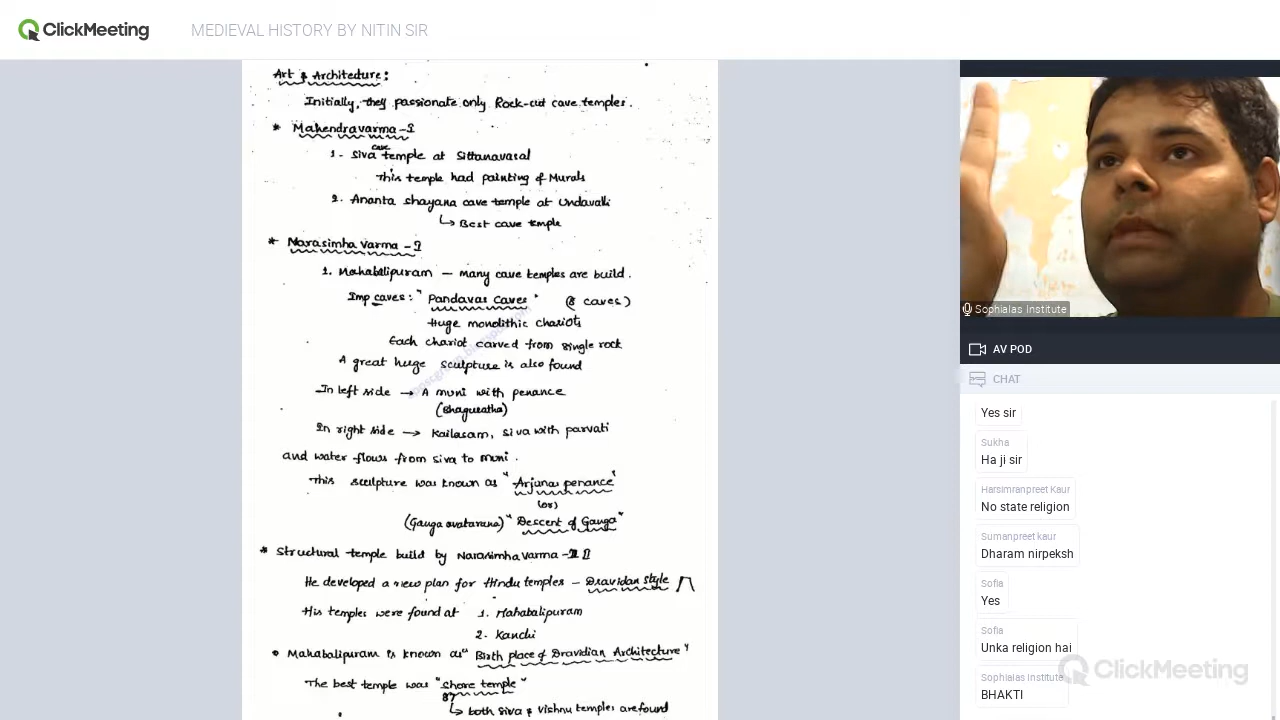 ClickMeeting
MEDIEVAL HISTORY BY NITIN SIR
Art & Architecture:
Initially, they passionate only Rock-cut cave temples.
* Mahendravarma-I
1. Siva cave temple at Sittanavasal
This temple had painting of Murals
2. Ananta shayana cave temple at Undavalli
↳ Best cave temple
* Narasimha varma-I
1. Mahabalipuram — many cave temples are build.
Imp caves: "Pandavas caves" (8 caves)
Huge monolithic chariots
Each chariot carved from single rock
A great huge sculpture is also found
In left side → A muni with penance
(Bhaguratha)
In right side → Kailasam, siva with parvati
and water flows from siva to muni.
This sculpture was known as "Arjunas penance"
(or)
(Ganga avatarana) "Descent of Ganga"
* Structural temple build by Narasimhavarma-II
He developed a new plan for Hindu temples - Dravidan style
His temples were found at 1. Mahabalipuram
2. Kanchi
* Mahabalipuram is known as "Birth place of Dravidian Architecture"
The best temple was "shore temple"
↳ both Siva & Vishnu temples are found
Sophialas Institute
AV POD
CHAT
Yes sir
Sukha
Ha ji sir
Harsimranpreet Kaur
No state religion
Sumanpreet kaur
Dharam nirpeksh
Sofia
Yes
Sofia
Unka religion hai
Sophialas Institute
BHAKTI
ClickMeeting